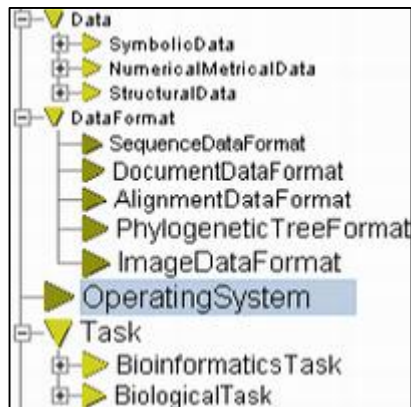 Data
SymbolicData
NumericalMetricalData
StructuralData
DataFormat
SequenceDataFormat
DocumentDataFormat
AlignmentDataFormat
PhylogeneticTreeFormat
ImageDataFormat
OperatingSystem
Task
BioinformaticsTask
BiologicalTask